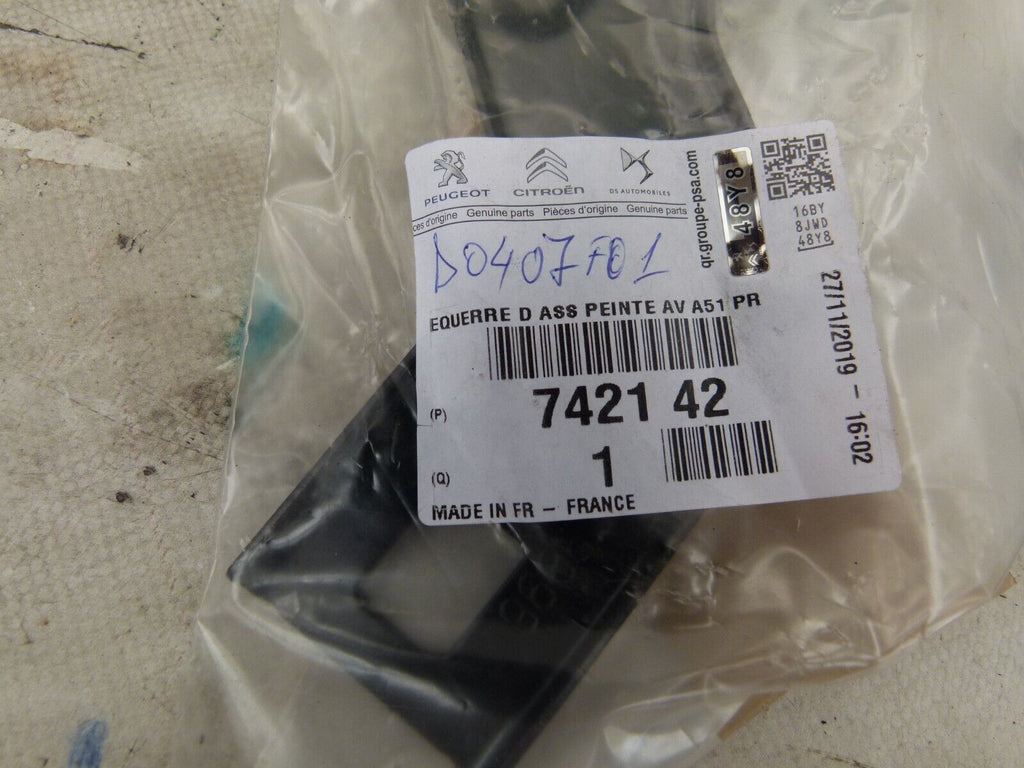 PEUGEOT
CITROËN
DS AUTOMOBILES
ces d'origine Genuine parts Pièces d'origine Genuine parts
qr.groupe-psa.com
48Y8
16BY
8JWD
48Y8
D0407F01
EQUERRE D ASS PEINTE AV A51 PR
(P) 7421 42
(Q) 1
MADE IN FR – FRANCE
27/11/2019 – 16:02